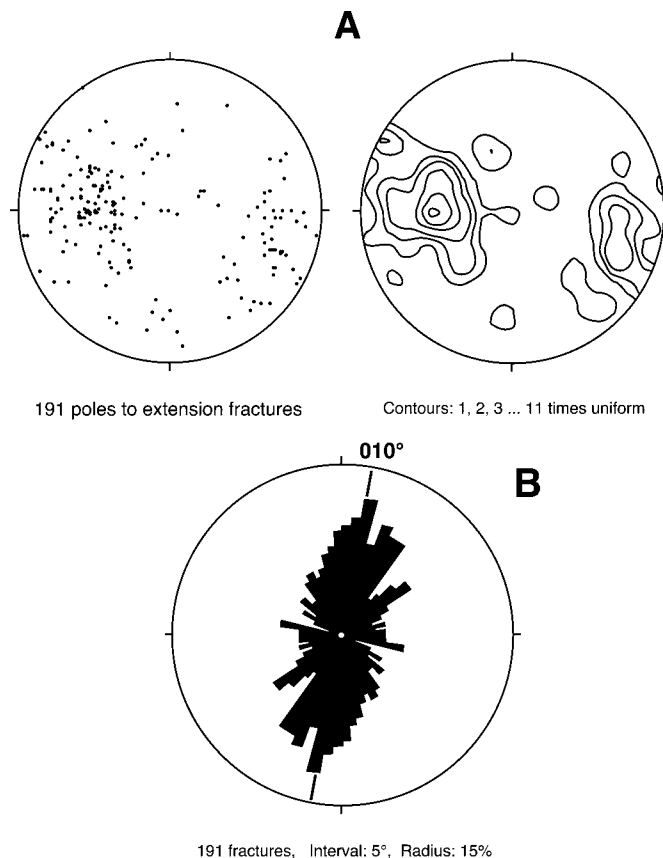 A
191 poles to extension fractures
Contours: 1, 2, 3 ... 11 times uniform
010°
B
191 fractures, Interval: 5°, Radius: 15%